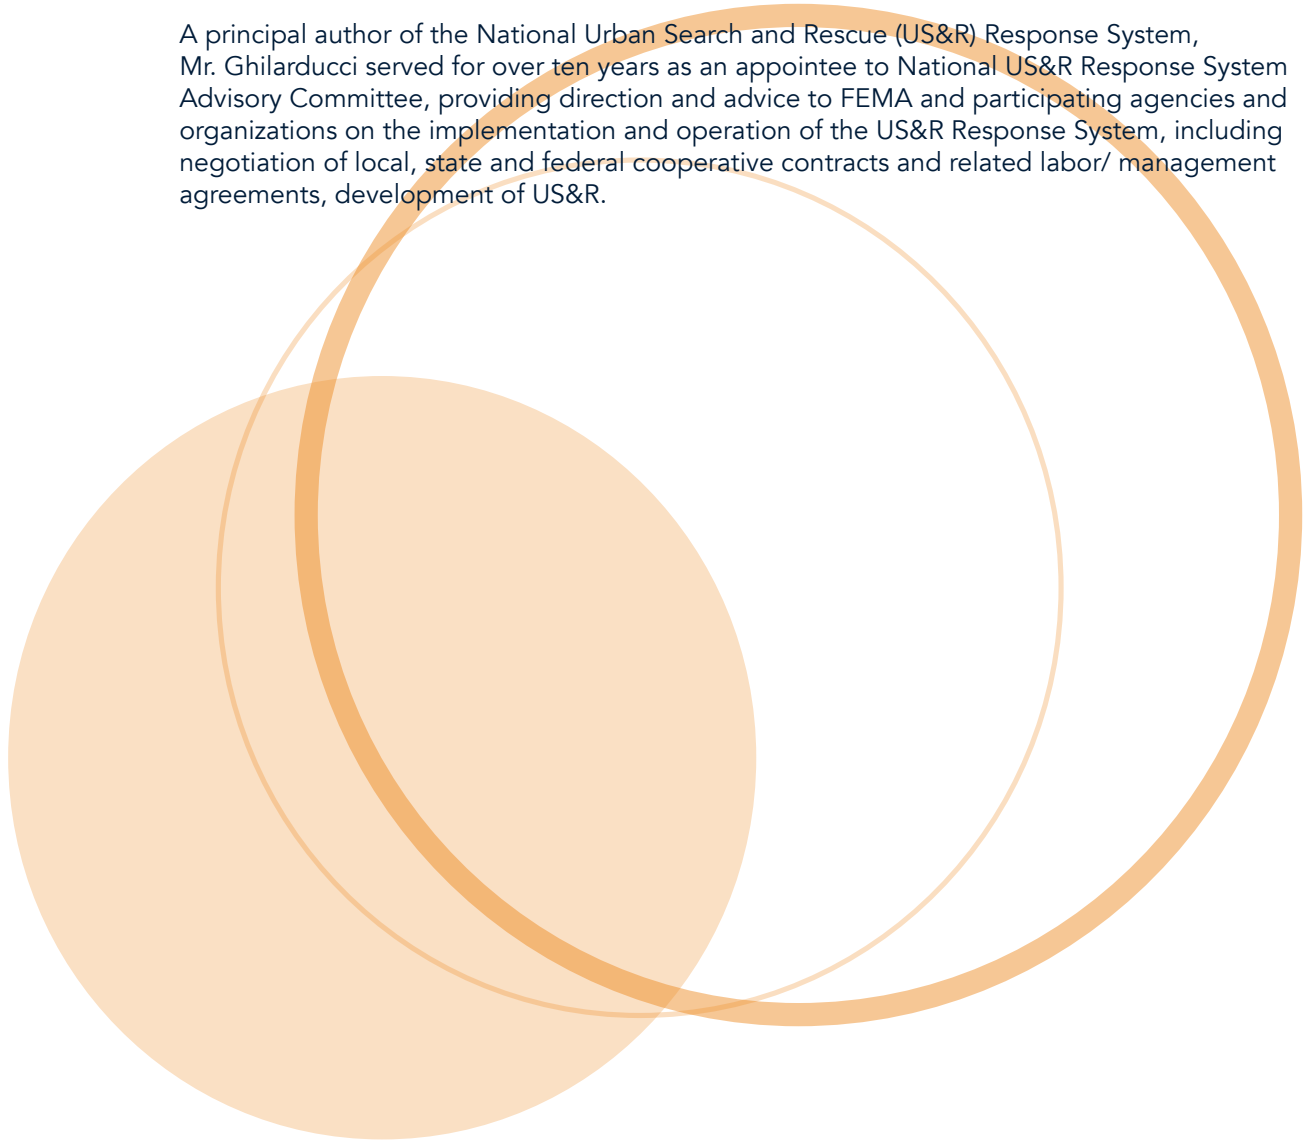 A principal author of the National Urban Search and Rescue (US&R) Response System,
Mr. Ghilarducci served for over ten years as an appointee to National US&R Response System
Advisory Committee, providing direction and advice to FEMA and participating agencies and
organizations on the implementation and operation of the US&R Response System, including
negotiation of local, state and federal cooperative contracts and related labor/ management
agreements, development of US&R.